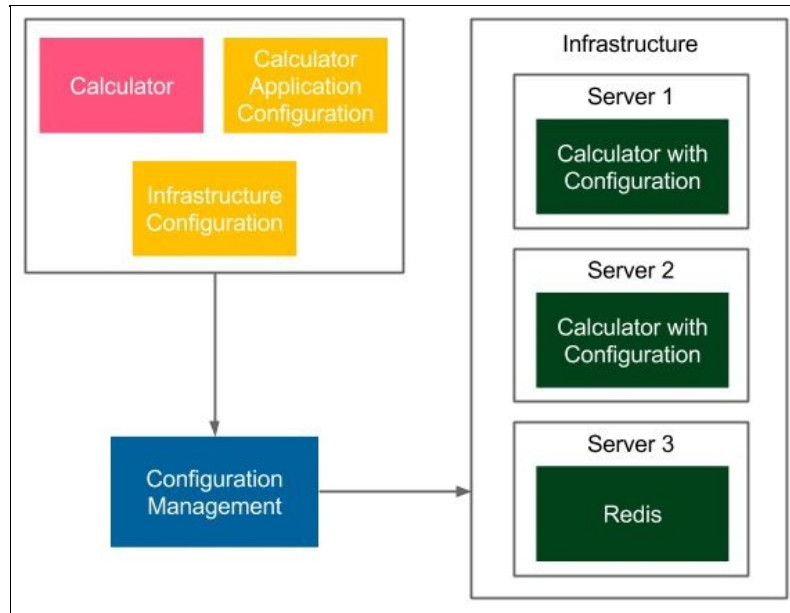 Calculator
Calculator
Application
Configuration
Infrastructure
Configuration
Configuration
Management
Infrastructure
Server 1
Calculator with
Configuration
Server 2
Calculator with
Configuration
Server 3
Redis